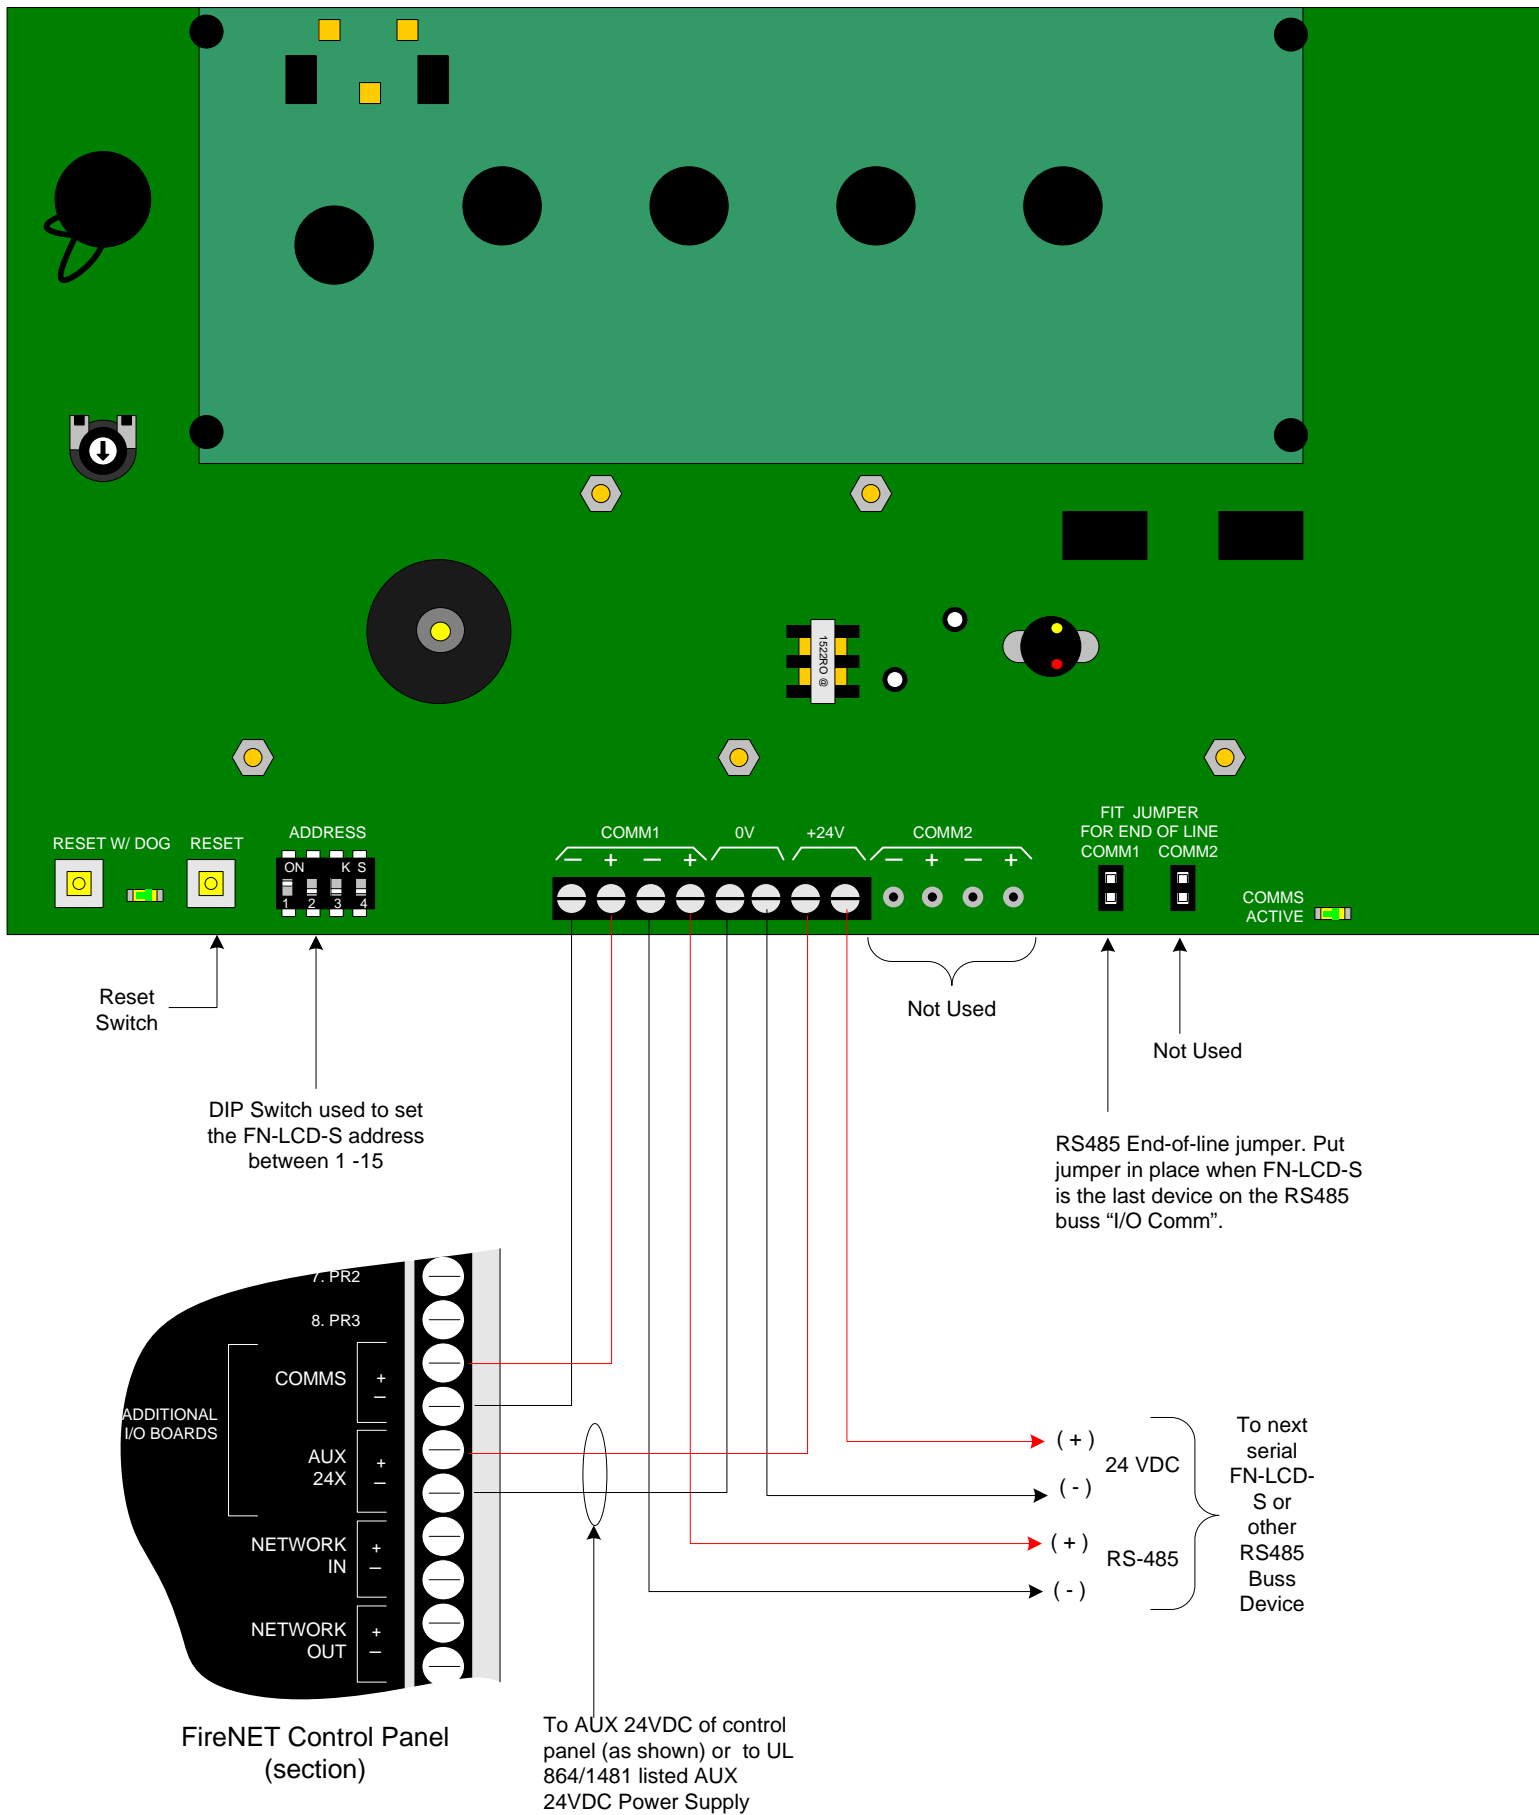 1522RO @
FIT JUMPER
FOR END OF LINE
COMM1 COMM2
RESET W/ DOG RESET
ADDRESS
ON K S
1 2 3 4
COMM1 0V +24V COMM2
– + – + – + – +
COMMS
ACTIVE
Reset
Switch
Not Used
Not Used
DIP Switch used to set
the FN-LCD-S address
between 1 -15
RS485 End-of-line jumper. Put
jumper in place when FN-LCD-S
is the last device on the RS485
buss “I/O Comm”.
7. PR2
8. PR3
COMMS
+
–
ADDITIONAL
I/O BOARDS
AUX
24X
+
–
NETWORK
IN
+
–
NETWORK
OUT
+
–
( + )
24 VDC
( - )
( + )
RS-485
( - )
To next
serial
FN-LCD-
S or
other
RS485
Buss
Device
FireNET Control Panel
(section)
To AUX 24VDC of control
panel (as shown) or to UL
864/1481 listed AUX
24VDC Power Supply